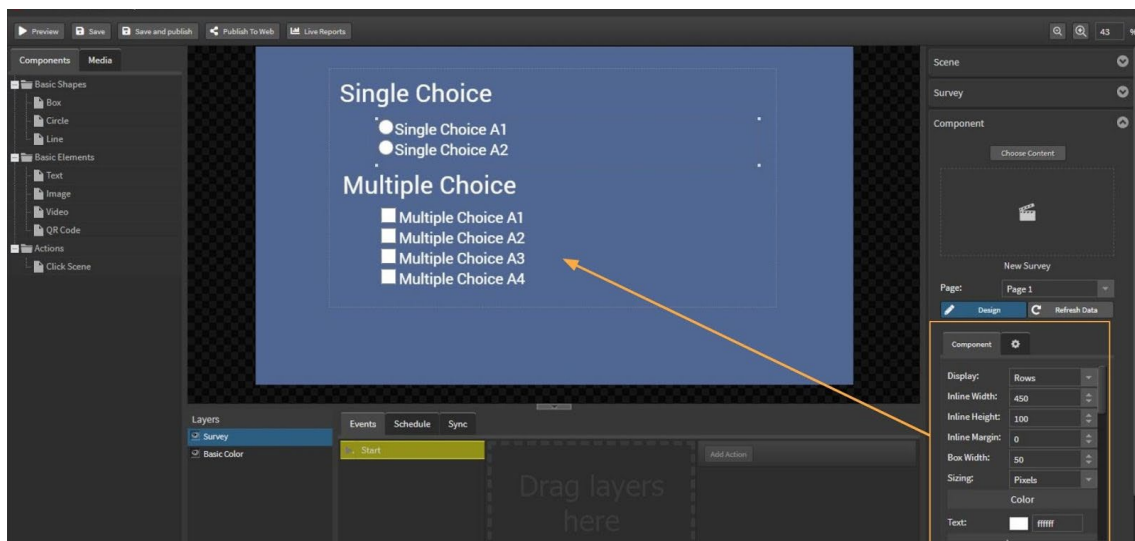 Preview Save Save and publish Publish To Web Live Reports 43 %
Components Media
Basic Shapes
Box
Circle
Line
Basic Elements
Text
Image
Video
QR Code
Actions
Click Scene
Single Choice
Single Choice A1
Single Choice A2
Multiple Choice
Multiple Choice A1
Multiple Choice A2
Multiple Choice A3
Multiple Choice A4
Layers
Survey
Basic Color
Events Schedule Sync
Start
Drag layers
here
Add Action
Scene
Survey
Component
Choose Content
New Survey
Page: Page 1
Design Refresh Data
Component
Display: Rows
Inline Width: 450
Inline Height: 100
Inline Margin: 0
Box Width: 50
Sizing: Pixels
Color
Text: ffffff